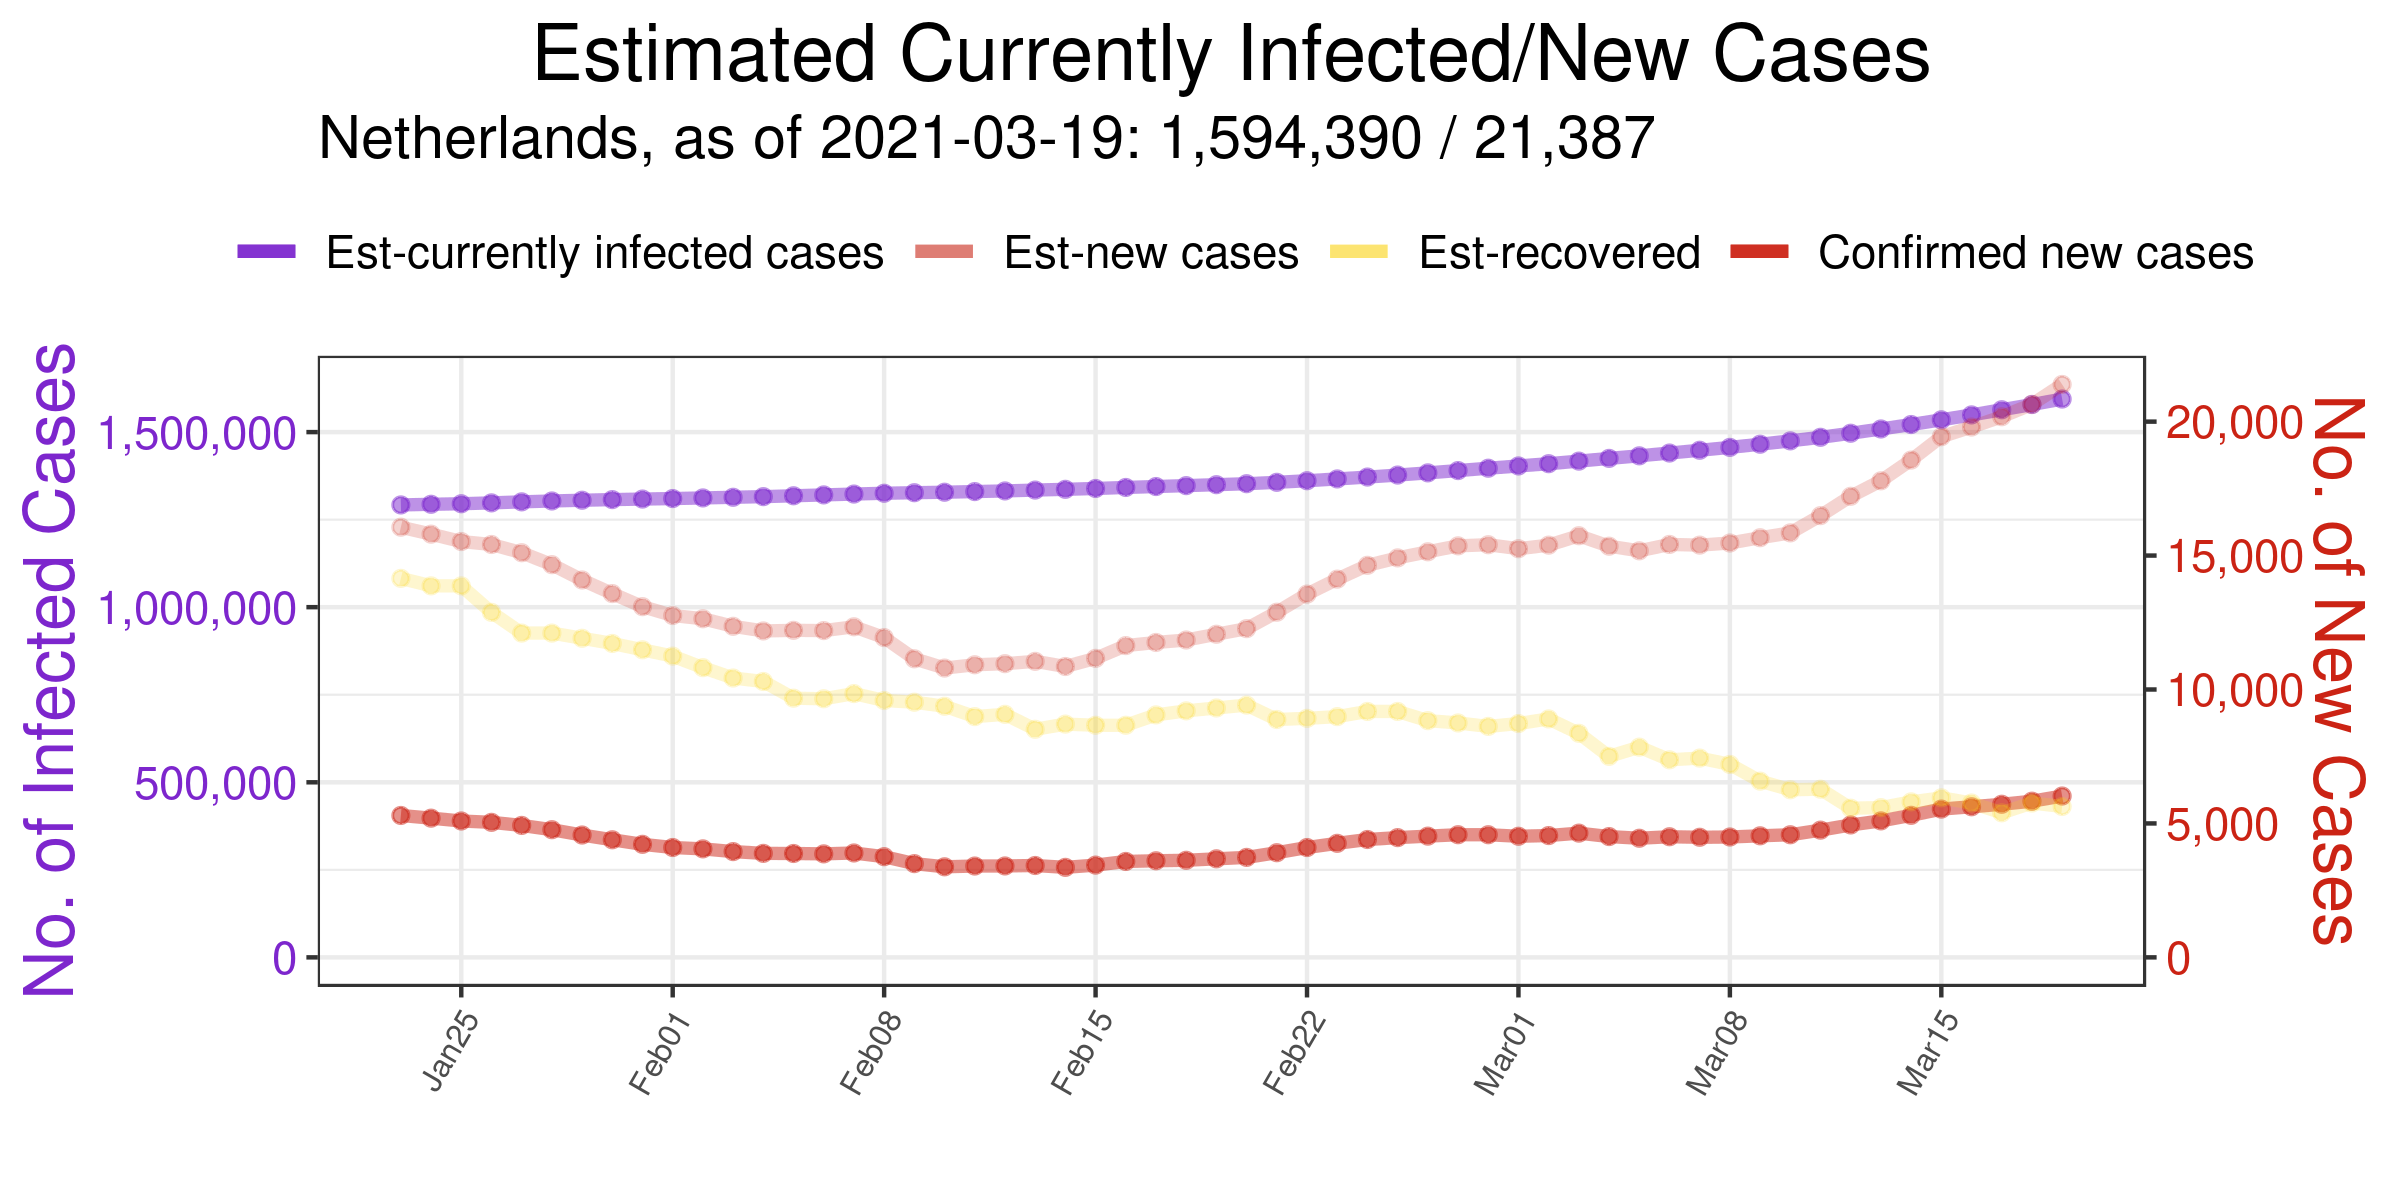 Estimated Currently Infected/New Cases
Netherlands, as of 2021-03-19: 1,594,390 / 21,387
Est-currently infected cases Est-new cases Est-recovered Confirmed new cases
No. of Infected Cases
1,500,000
1,000,000
500,000
0
20,000
15,000
10,000
5,000
0
No. of New Cases
Jan25 Feb01 Feb08 Feb15 Feb22 Mar01 Mar08 Mar15